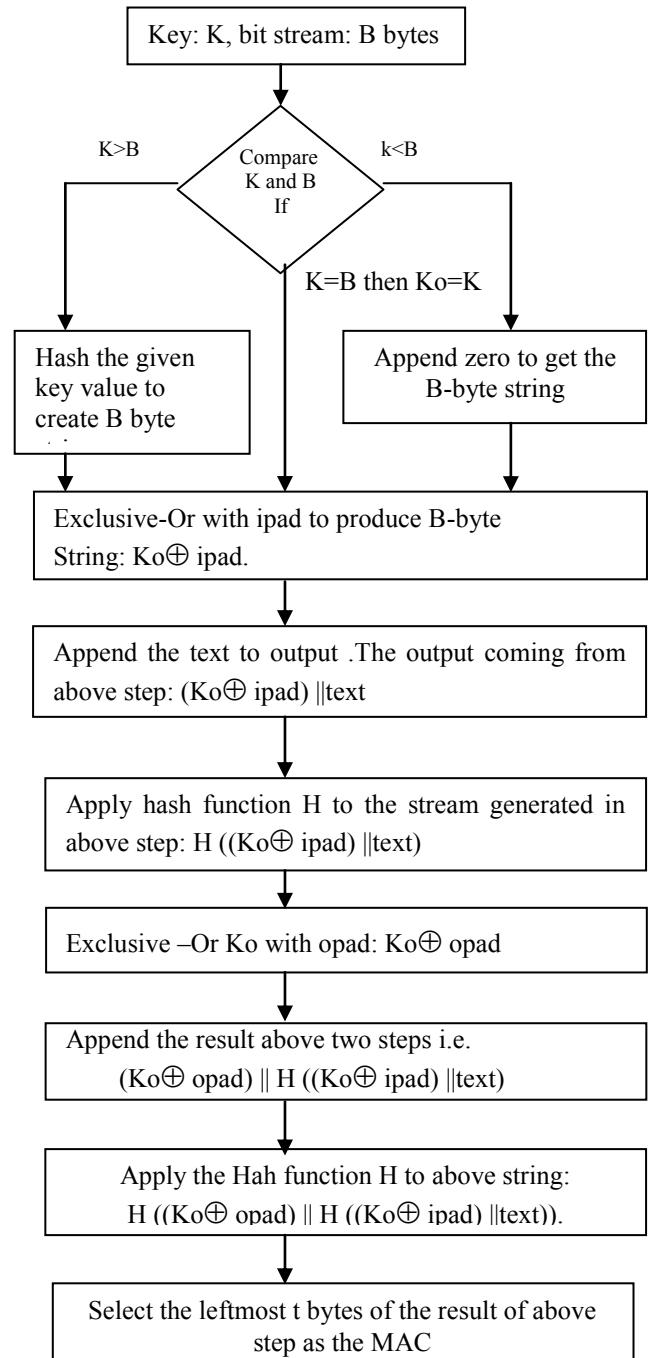 Key: K, bit stream: B bytes
K>B
Compare
K and B
If
k<B
K=B then Ko=K
Hash the given
key value to
create B byte
Append zero to get the
B-byte string
Exclusive-Or with ipad to produce B-byte
String: Ko⊕ ipad.
Append the text to output .The output coming from
above step: (Ko⊕ ipad) ||text
Apply hash function H to the stream generated in
above step: H ((Ko⊕ ipad) ||text)
Exclusive –Or Ko with opad: Ko⊕ opad
Append the result above two steps i.e.
(Ko⊕ opad) || H ((Ko⊕ ipad) ||text)
Apply the Hah function H to above string:
H ((Ko⊕ opad) || H ((Ko⊕ ipad) ||text)).
Select the leftmost t bytes of the result of above
step as the MAC